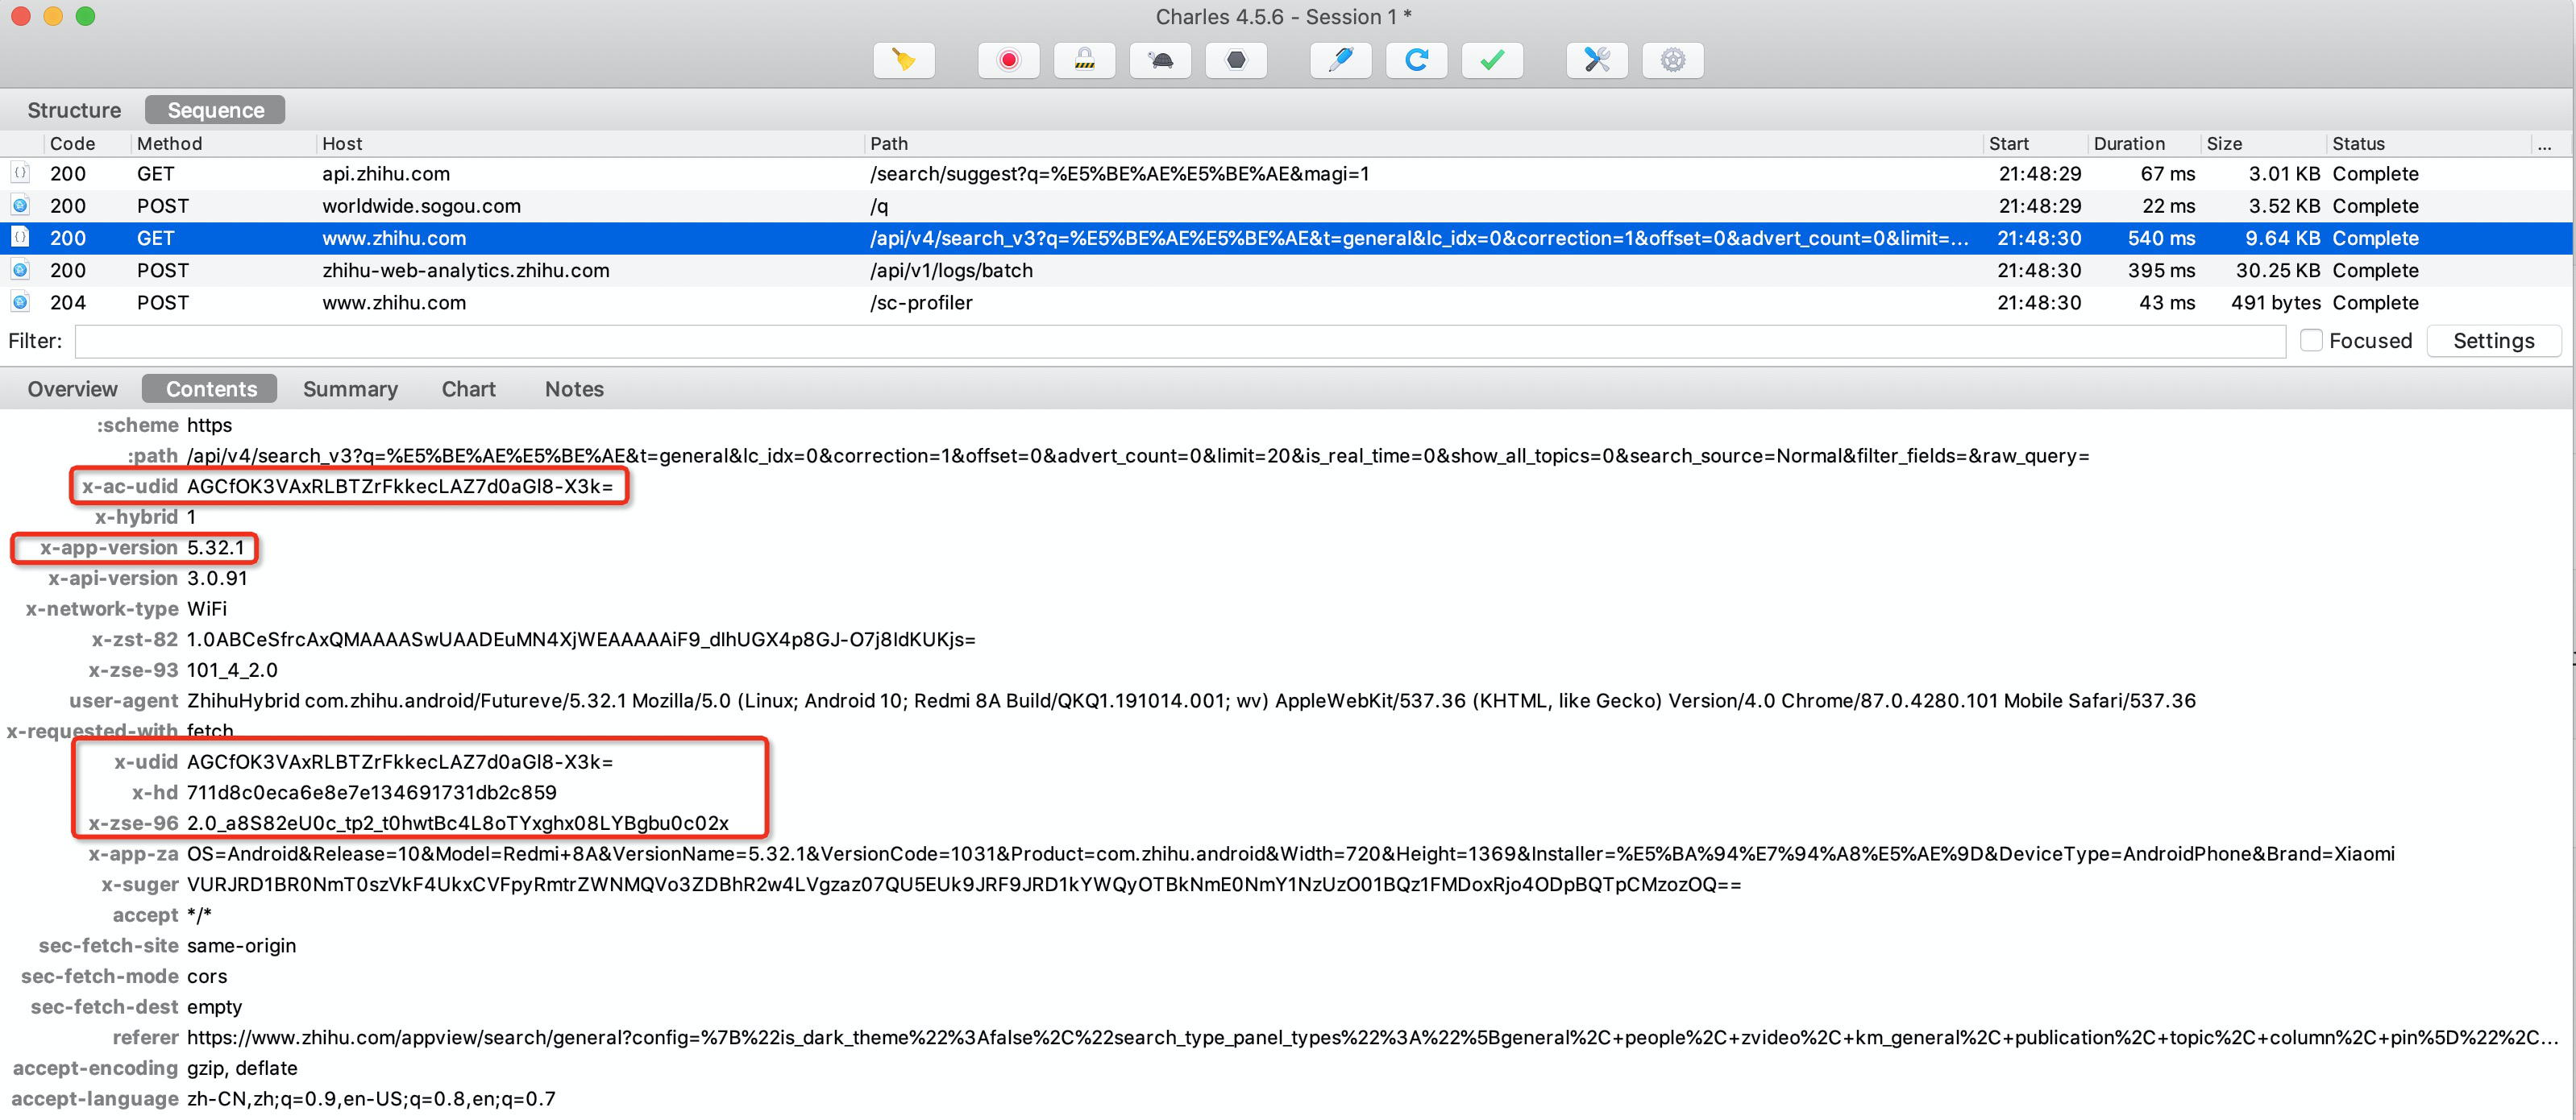 Charles 4.5.6 - Session 1 *
Structure Sequence
Code Method Host Path Start Duration Size Status ...
200 GET api.zhihu.com /search/suggest?q=%E5%BE%AE%E5%BE%AE&magi=1 21:48:29 67 ms 3.01 KB Complete
200 POST worldwide.sogou.com /q 21:48:29 22 ms 3.52 KB Complete
200 GET www.zhihu.com /api/v4/search_v3?q=%E5%BE%AE%E5%BE%AE&t=general&lc_idx=0&correction=1&offset=0&advert_count=0&limit=... 21:48:30 540 ms 9.64 KB Complete
200 POST zhihu-web-analytics.zhihu.com /api/v1/logs/batch 21:48:30 395 ms 30.25 KB Complete
204 POST www.zhihu.com /sc-profiler 21:48:30 43 ms 491 bytes Complete
Filter: Focused Settings
Overview Contents Summary Chart Notes
:scheme https
:path /api/v4/search_v3?q=%E5%BE%AE%E5%BE%AE&t=general&lc_idx=0&correction=1&offset=0&advert_count=0&limit=20&is_real_time=0&show_all_topics=0&search_source=Normal&filter_fields=&raw_query=
x-ac-udid AGCfOK3VAxRLBTZrFkkecLAZ7d0aGl8-X3k=
x-hybrid 1
x-app-version 5.32.1
x-api-version 3.0.91
x-network-type WiFi
x-zst-82 1.0ABCeSfrcAxQMAAAASwUAADEuMN4XjWEAAAAAiF9_dlhUGX4p8GJ-O7j8ldKUKjs=
x-zse-93 101_4_2.0
user-agent ZhihuHybrid com.zhihu.android/Futureve/5.32.1 Mozilla/5.0 (Linux; Android 10; Redmi 8A Build/QKQ1.191014.001; wv) AppleWebKit/537.36 (KHTML, like Gecko) Version/4.0 Chrome/87.0.4280.101 Mobile Safari/537.36
x-requested-with fetch
x-udid AGCfOK3VAxRLBTZrFkkecLAZ7d0aGl8-X3k=
x-hd 711d8c0eca6e8e7e134691731db2c859
x-zse-96 2.0_a8S82eU0c_tp2_t0hwtBc4L8oTYxghx08LYBgbu0c02x
x-app-za OS=Android&Release=10&Model=Redmi+8A&VersionName=5.32.1&VersionCode=1031&Product=com.zhihu.android&Width=720&Height=1369&Installer=%E5%BA%94%E7%94%A8%E5%AE%9D&DeviceType=AndroidPhone&Brand=Xiaomi
x-suger VURJRD1BR0NmT0szVkF4UkxCVFpyRmtrZWNMQVo3ZDBhR2w4LVgzaz07QU5EUk9JRF9JRD1kYWQyOTBkNmE0NmY1NzUzO01BQz1FMDoxRjo4ODpBQTpCMzozOQ==
accept */*
sec-fetch-site same-origin
sec-fetch-mode cors
sec-fetch-dest empty
referer https://www.zhihu.com/appview/search/general?config=%7B%22is_dark_theme%22%3Afalse%2C%22search_type_panel_types%22%3A%22%5Bgeneral%2C+people%2C+zvideo%2C+km_general%2C+publication%2C+topic%2C+column%2C+pin%5D%22%2C...
accept-encoding gzip, deflate
accept-language zh-CN,zh;q=0.9,en-US;q=0.8,en;q=0.7